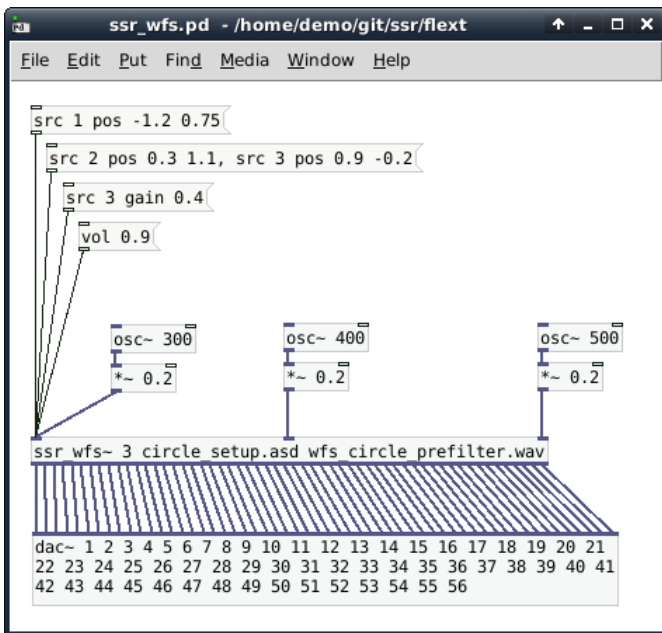 ssr_wfs.pd - /home/demo/git/ssr/flext
File Edit Put Find Media Window Help
src 1 pos -1.2 0.75
src 2 pos 0.3 1.1, src 3 pos 0.9 -0.2
src 3 gain 0.4
vol 0.9
osc~ 300 osc~ 400 osc~ 500
*~ 0.2 *~ 0.2 *~ 0.2
ssr_wfs~ 3 circle_setup.asd wfs_circle_prefilter.wav
dac~ 1 2 3 4 5 6 7 8 9 10 11 12 13 14 15 16 17 18 19 20 21
22 23 24 25 26 27 28 29 30 31 32 33 34 35 36 37 38 39 40 41
42 43 44 45 46 47 48 49 50 51 52 53 54 55 56